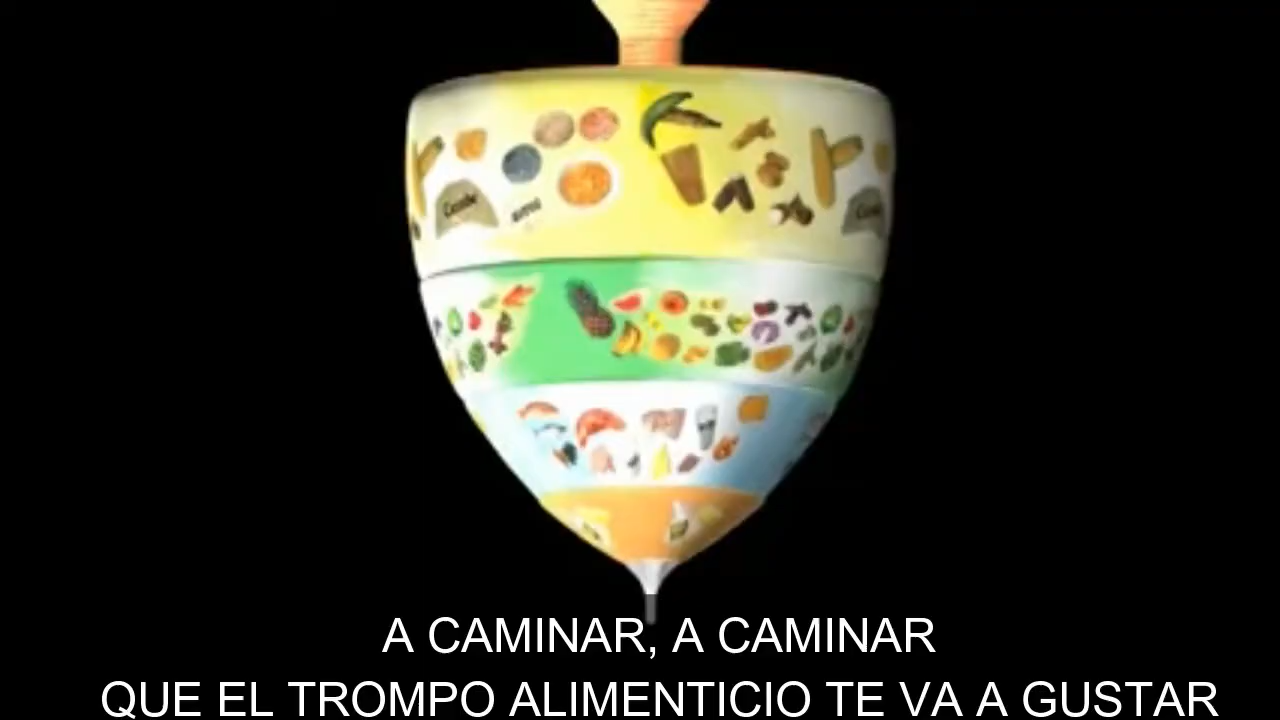 A CAMINAR, A CAMINAR
QUE EL TROMPO ALIMENTICIO TE VA A GUSTAR